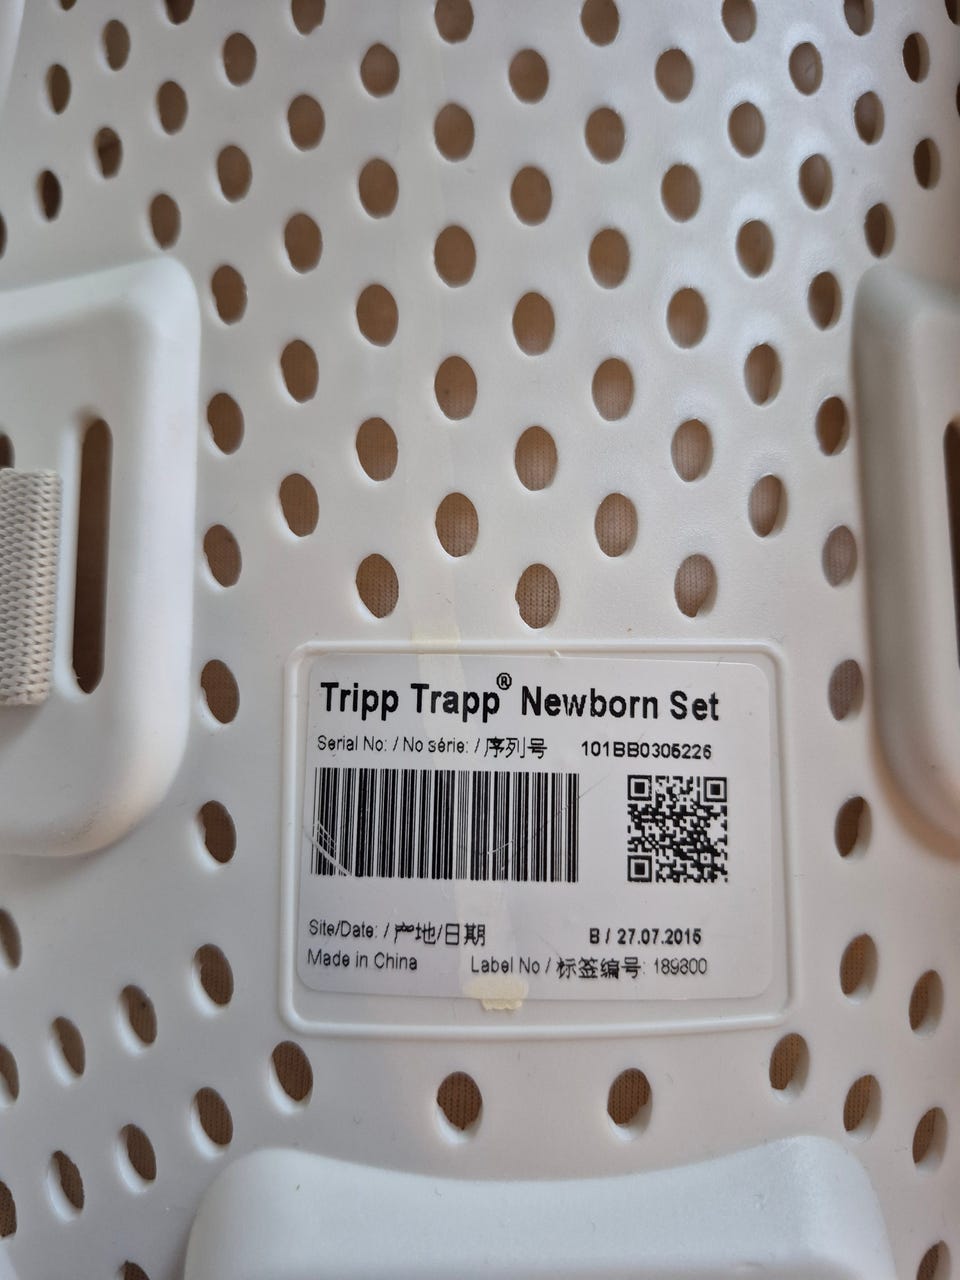 Tripp Trapp® Newborn Set
Serial No: / No série: / 序列号 101BB0305226
Site/Date: / 产地/日期 B / 27.07.2015
Made in China Label No / 标签编号: 189800